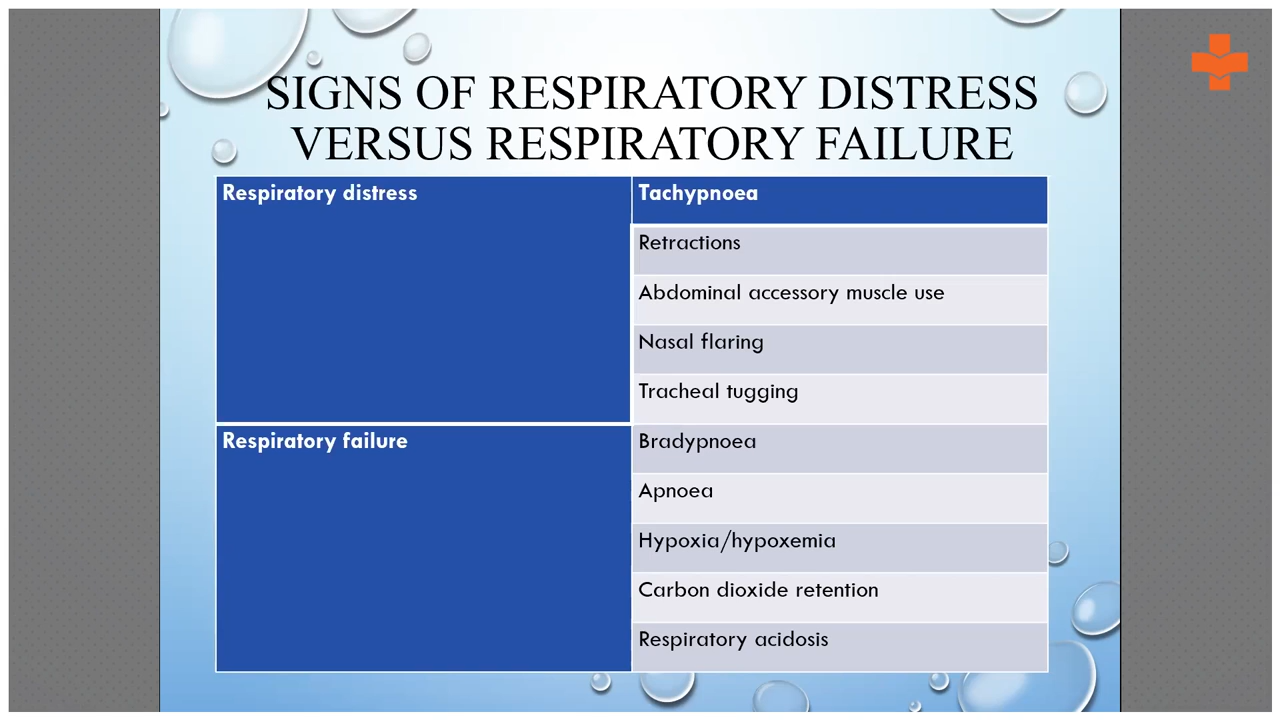 SIGNS OF RESPIRATORY DISTRESS
VERSUS RESPIRATORY FAILURE
Respiratory distress
Tachypnoea
Retractions
Abdominal accessory muscle use
Nasal flaring
Tracheal tugging
Respiratory failure
Bradypnoea
Apnoea
Hypoxia/hypoxemia
Carbon dioxide retention
Respiratory acidosis